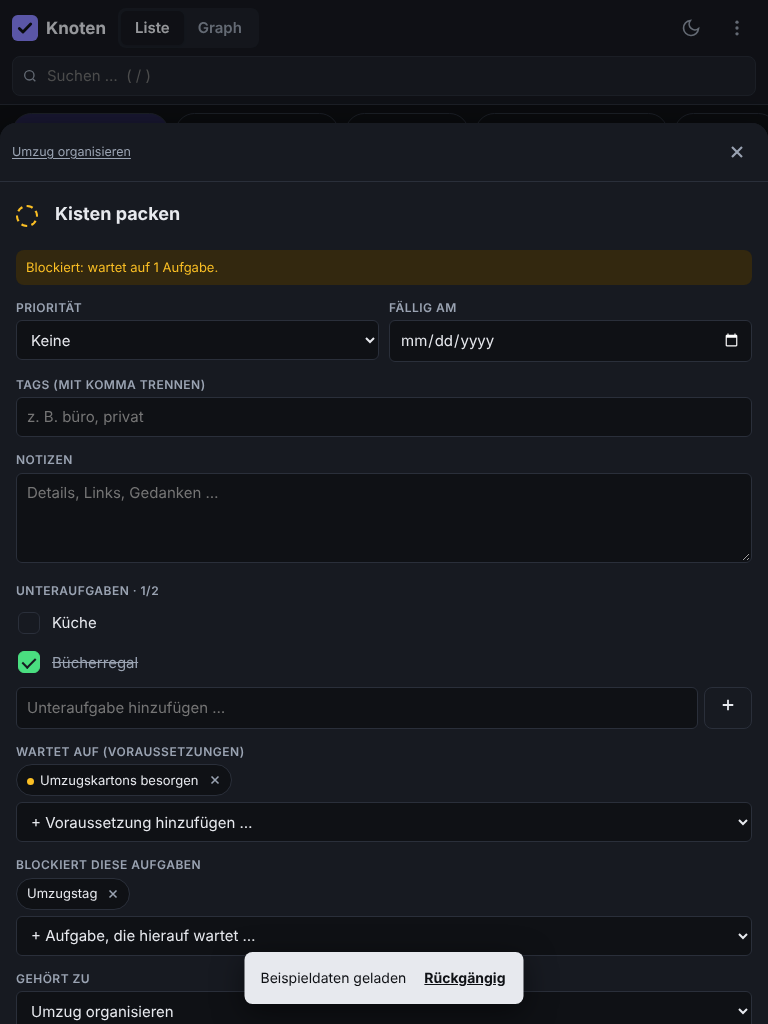 Knoten
Liste
Graph
Suchen … ( / )
Umzug organisieren
Kisten packen
Blockiert: wartet auf 1 Aufgabe.
PRIORITÄT
FÄLLIG AM
Keine
mm/dd/yyyy
TAGS (MIT KOMMA TRENNEN)
z. B. büro, privat
NOTIZEN
Details, Links, Gedanken …
UNTERAUFGABEN · 1/2
Küche
Bücherregal
Unteraufgabe hinzufügen …
+
WARTET AUF (VORAUSSETZUNGEN)
Umzugskartons besorgen ✕
+ Voraussetzung hinzufügen …
BLOCKIERT DIESE AUFGABEN
Umzugstag ✕
+ Aufgabe, die hierauf wartet …
GEHÖRT ZU
Umzug organisieren
Beispieldaten geladen Rückgängig